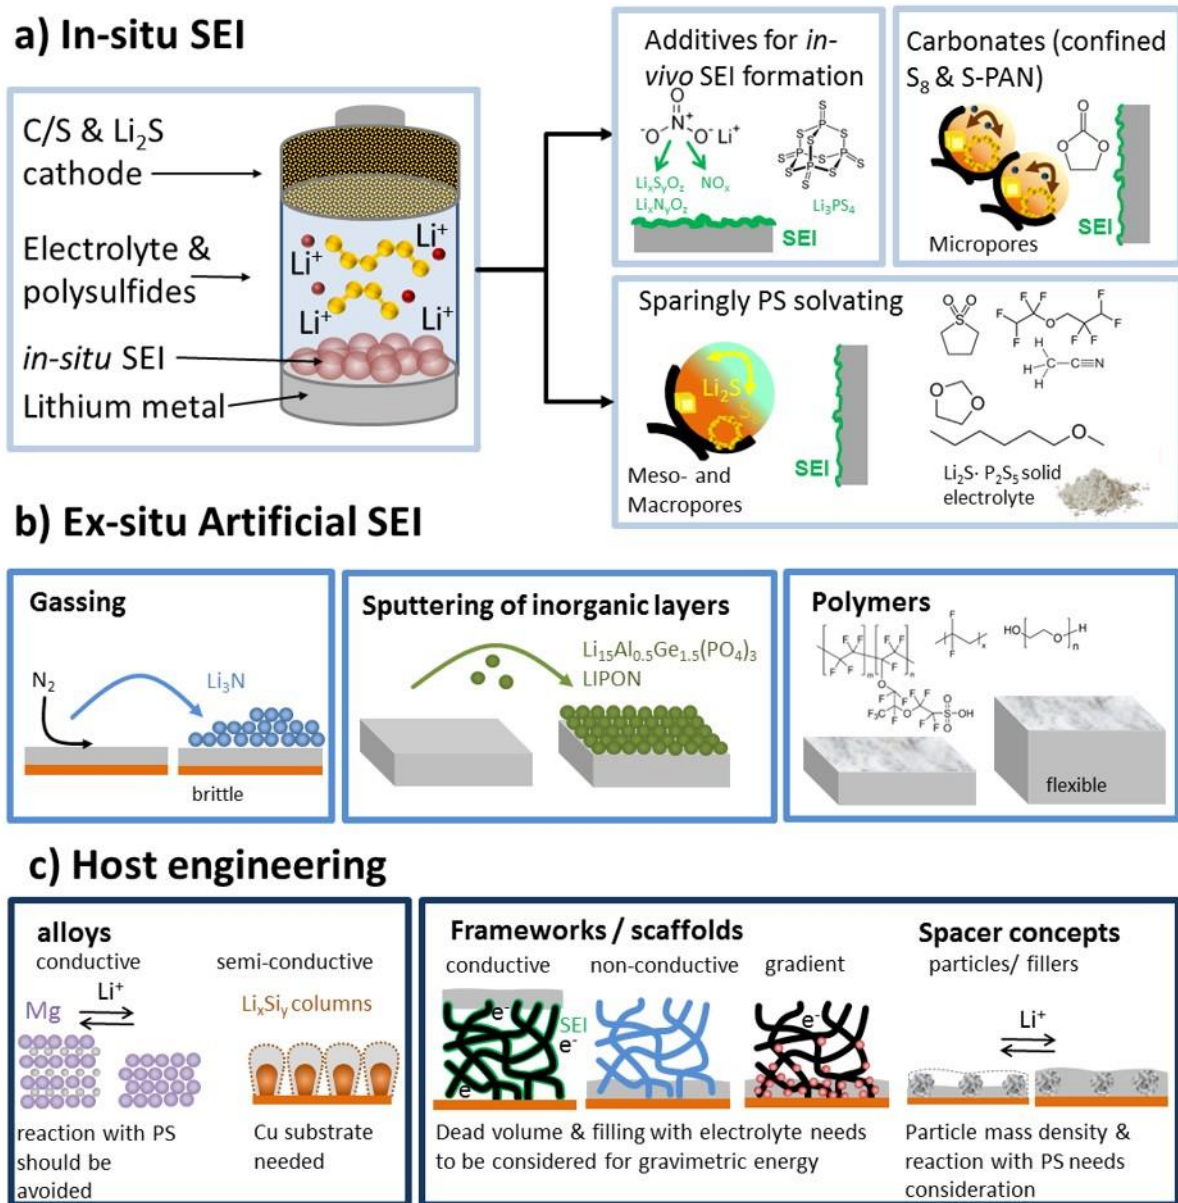 a) In-situ SEI
C/S & Li₂S
cathode
Electrolyte &
polysulfides
in-situ SEI
Lithium metal
Li⁺
Li⁺
Li⁺
Li⁺
Additives for in-
vivo SEI formation
O
N⁺
⁻O O⁻ Li⁺
LiₓSᵧO_z NOₓ
LiₓNᵧO_z
S
S P S
S S S
S=P S P=S
S P S
S
Li₃PS₄
SEI
Carbonates (confined
S₈ & S-PAN)
O
O O
SEI
Micropores
Sparingly PS solvating
Li₂S
SEI
Meso- and
Macropores
O O
S
F F F
F O F
F F F
H
H C C≡N
H
O
O
O
Li₂S· P₂S₅ solid
electrolyte
b) Ex-situ Artificial SEI
Gassing
N₂
Li₃N
brittle
Sputtering of inorganic layers
Li₁₅Al₀.₅Ge₁.₅(PO₄)₃
LIPON
Polymers
F F F F
F F F m F n
O
F F F
F₃C O F F
F F
O
S OH
O
F
F x
HO O H
n
flexible
c) Host engineering
alloys
conductive
Li⁺
Mg
reaction with PS
should be
avoided
semi-conductive
LiₓSiᵧ columns
Cu substrate
needed
Frameworks / scaffolds
conductive non-conductive gradient
e⁻
SEI
e⁻
e⁻
e⁻
Dead volume & filling with electrolyte needs
to be considered for gravimetric energy
Spacer concepts
particles/ fillers
Li⁺
Particle mass density &
reaction with PS needs
consideration